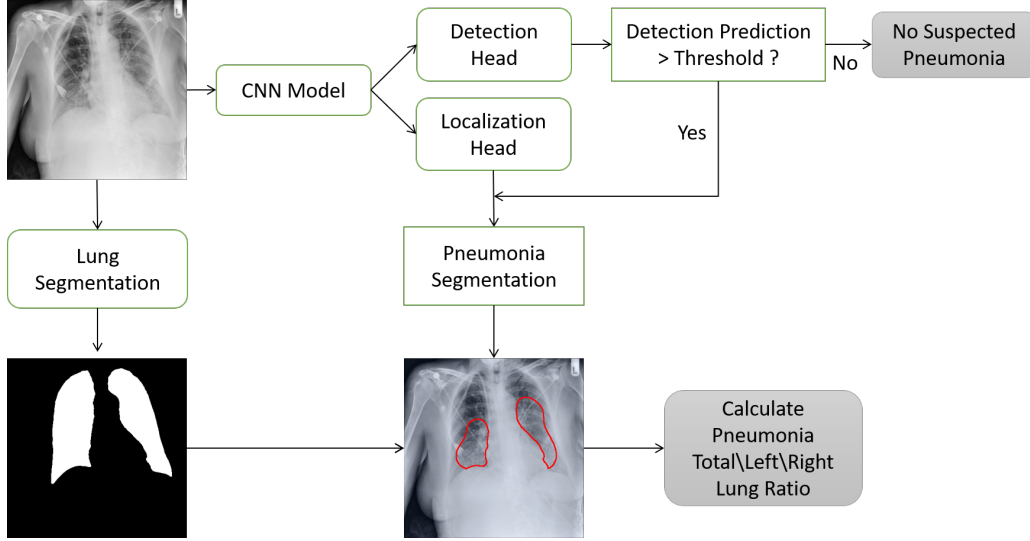 L
CNN Model
Detection
Head
Detection Prediction
> Threshold ?
No
No Suspected
Pneumonia
Localization
Head
Yes
Lung
Segmentation
Pneumonia
Segmentation
L
Calculate
Pneumonia
Total\Left\Right
Lung Ratio